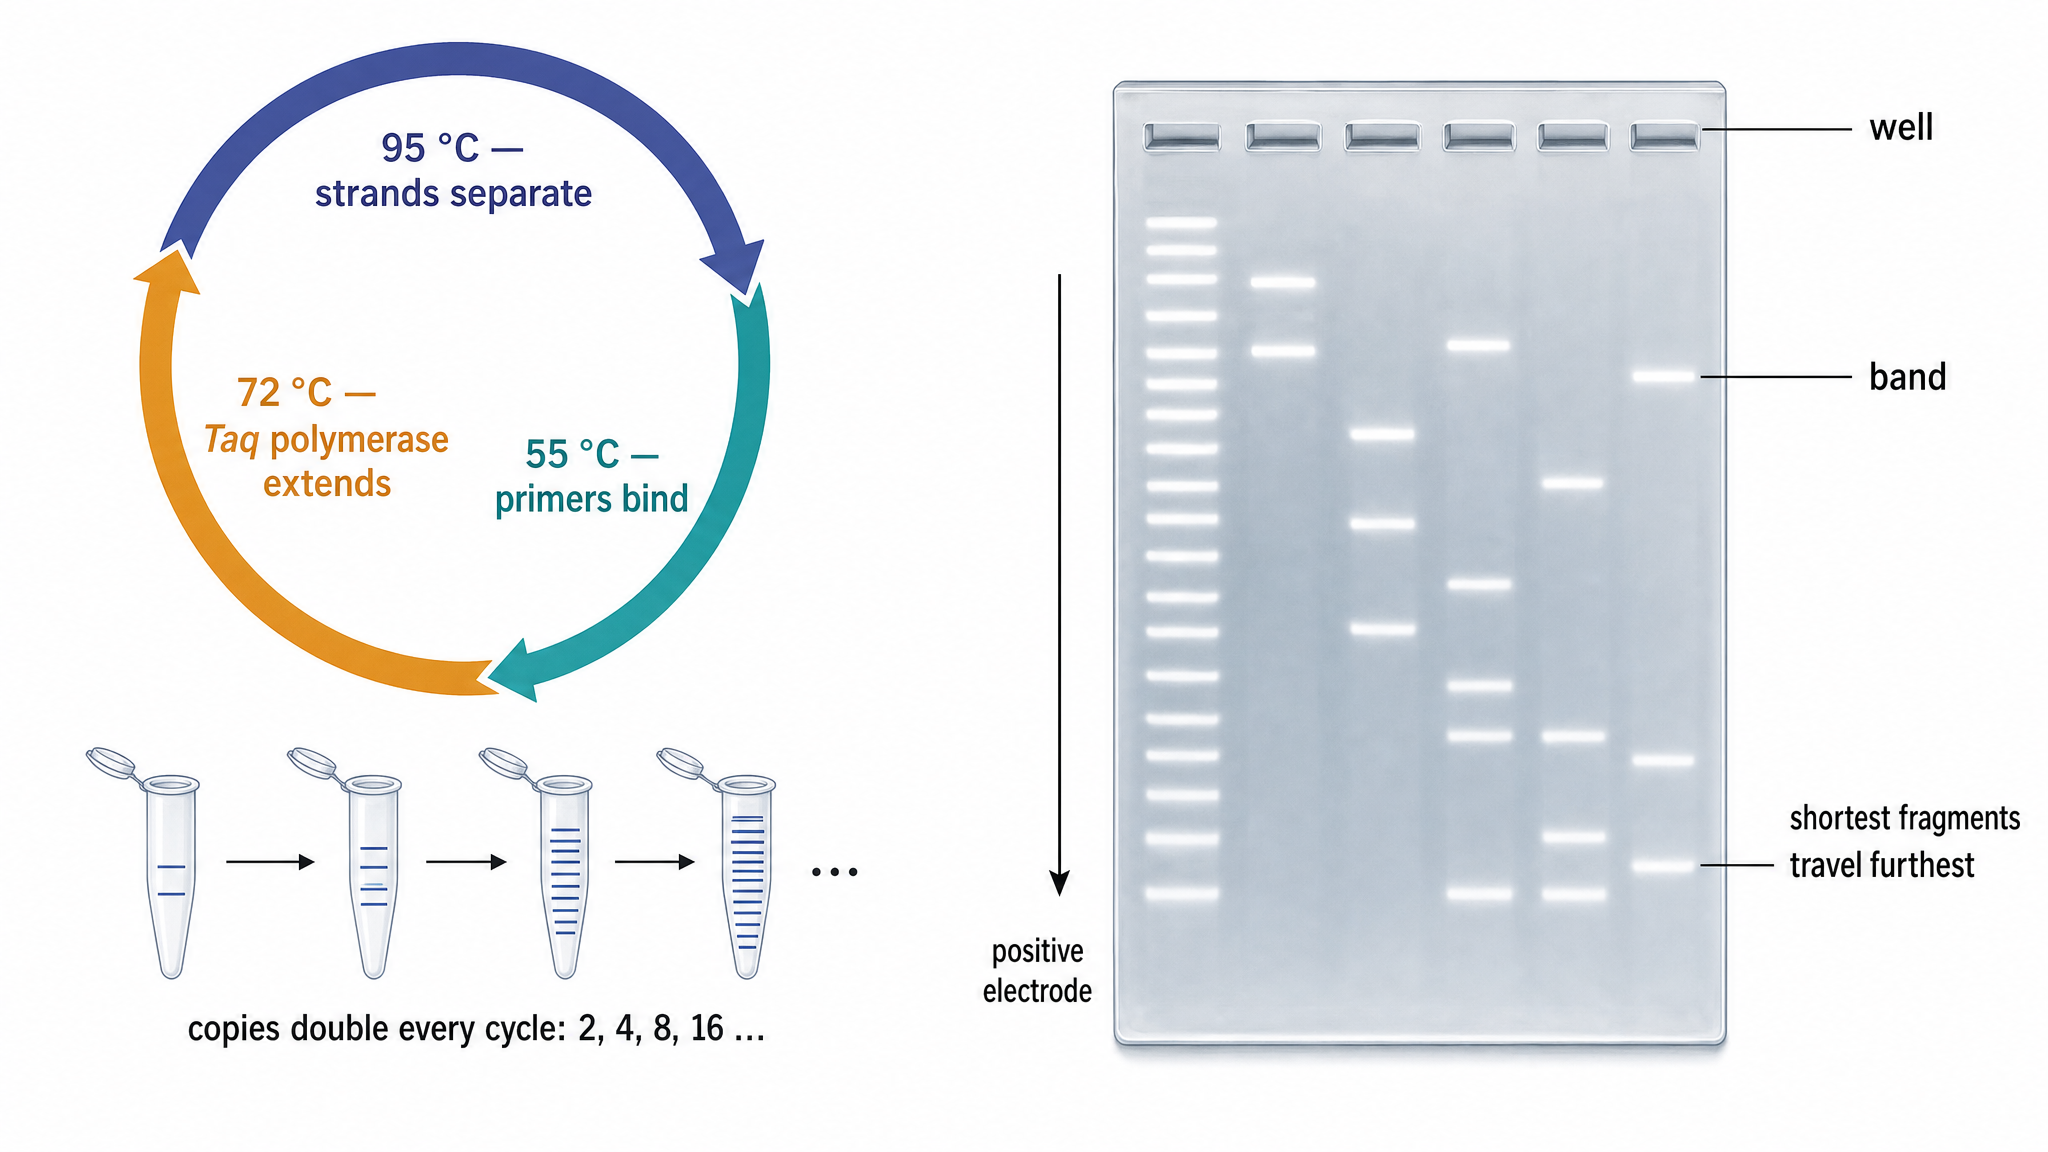 95 °C —
strands separate
72 °C —
Taq polymerase
extends
55 °C —
primers bind
copies double every cycle: 2, 4, 8, 16 ...
...
positive
electrode
well
band
shortest fragments
travel furthest